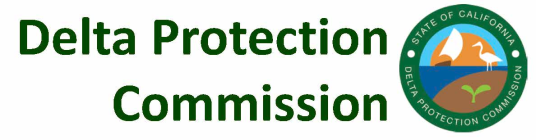 Delta Protection
Commission
STATE OF CALIFORNIA
DELTA PROTECTION COMMISSION